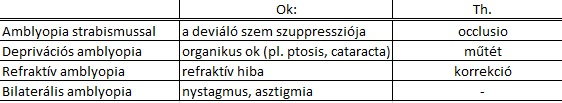 Ok: Th.
Amblyopia strabismussal a deviáló szem szuppressziója occlusio
Deprivációs amblyopia organikus ok (pl. ptosis, cataracta) műtét
Refraktív amblyopia refraktív hiba korrekció
Bilaterális amblyopia nystagmus, asztigmia -